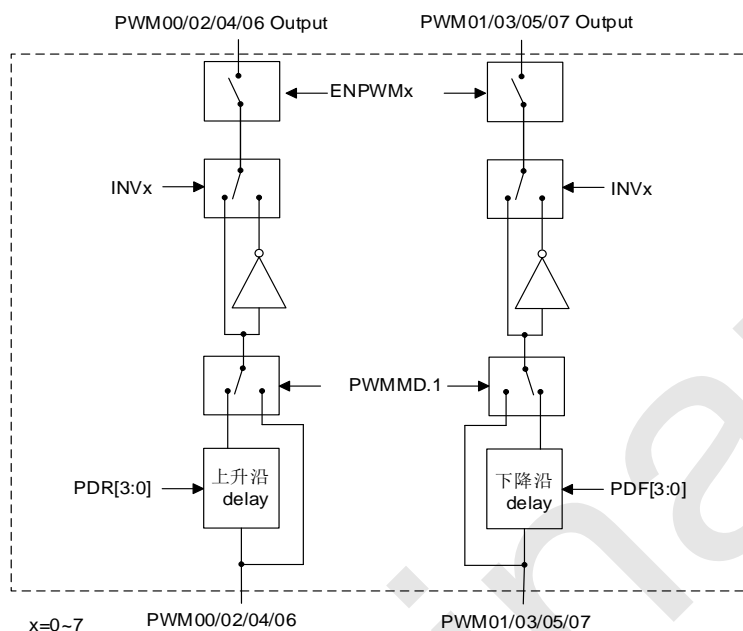 PWM00/02/04/06 Output
PWM01/03/05/07 Output
ENPWMx
INVx
INVx
PWMMD.1
PDR[3:0]
上升沿
delay
下降沿
delay
PDF[3:0]
x=0~7
PWM00/02/04/06
PWM01/03/05/07